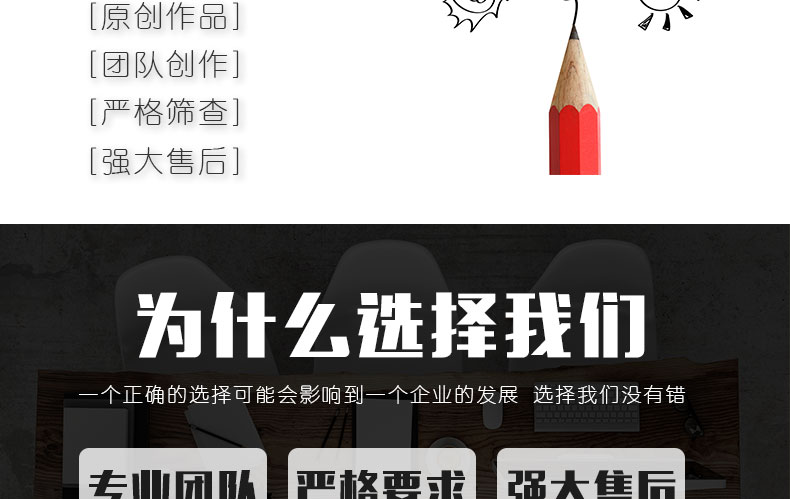 [原创作品]
[团队创作]
[严格筛查]
[强大售后]
为什么选择我们
一个正确的选择可能会影响到一个企业的发展 选择我们没有错
专业团队 严格要求 强大售后